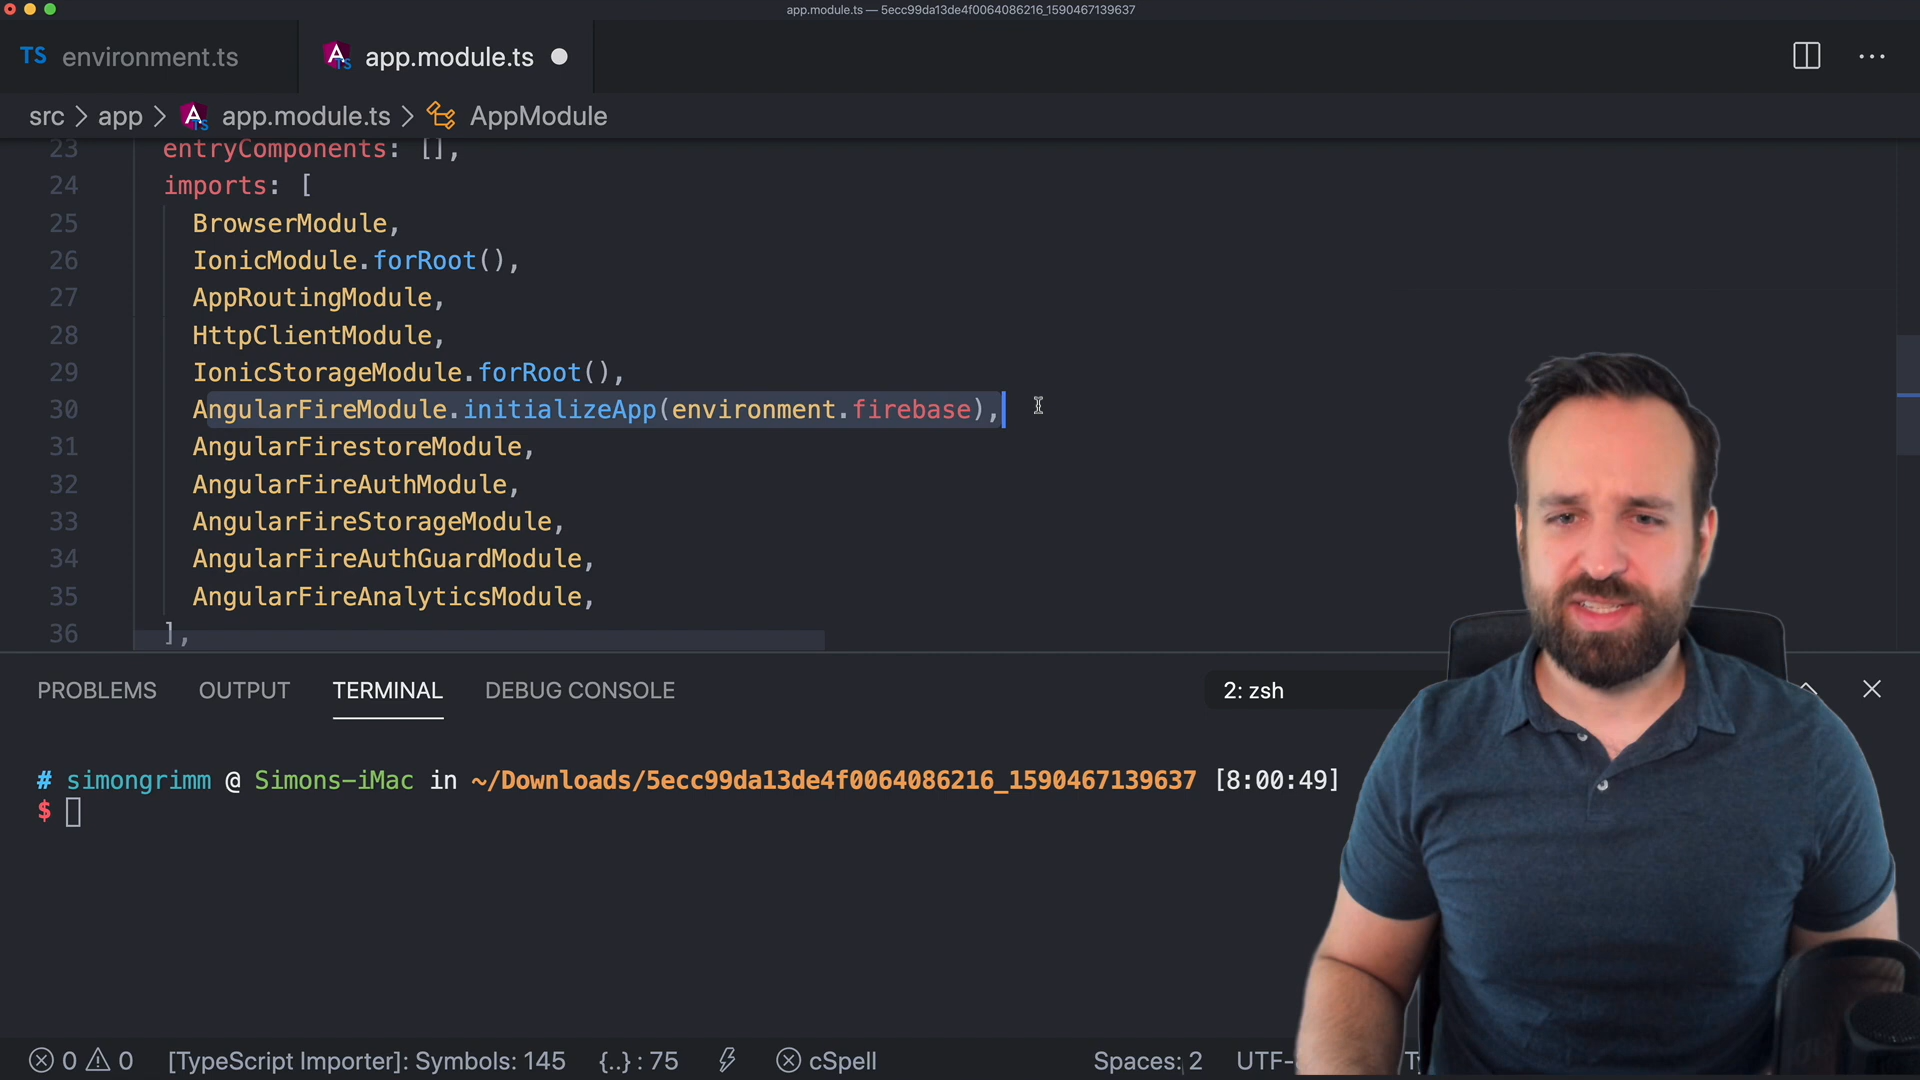 app.module.ts — 5ecc99da13de4f0064086216_1590467139637
TS environment.ts
app.module.ts
src > app > app.module.ts > AppModule
23 entryComponents: [],
24 imports: [
25 BrowserModule,
26 IonicModule.forRoot(),
27 AppRoutingModule,
28 HttpClientModule,
29 IonicStorageModule.forRoot(),
30 AngularFireModule.initializeApp(environment.firebase),
31 AngularFirestoreModule,
32 AngularFireAuthModule,
33 AngularFireStorageModule,
34 AngularFireAuthGuardModule,
35 AngularFireAnalyticsModule,
36 ],
PROBLEMS OUTPUT TERMINAL DEBUG CONSOLE 2: zsh
# simongrimm @ Simons-iMac in ~/Downloads/5ecc99da13de4f0064086216_1590467139637 [8:00:49]
$
0 0 [TypeScript Importer]: Symbols: 145 {..} : 75 cSpell Spaces: 2 UTF-